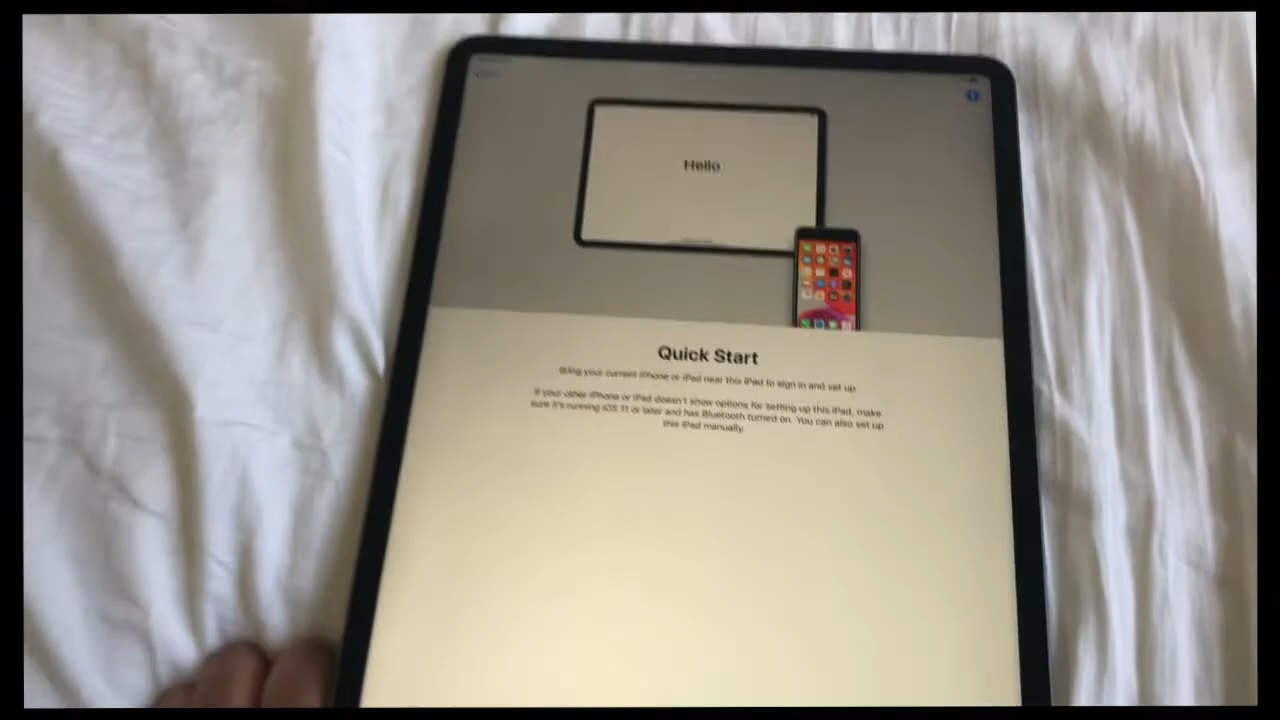 Hello
Quick Start
Bring your current iPhone or iPad near this iPad to sign in and set up.
If your other iPhone or iPad doesn't show options for setting up this iPad, make
sure it's running iOS 11 or later and has Bluetooth turned on. You can also set up
this iPad manually.